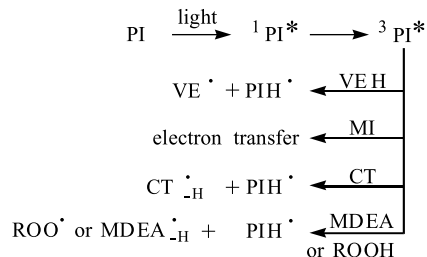 PI light ¹PI* ³PI*
VE• + PIH• VEH
electron transfer MI
CT•-H + PIH• CT
ROO• or MDEA•-H + PIH• MDEA
or ROOH